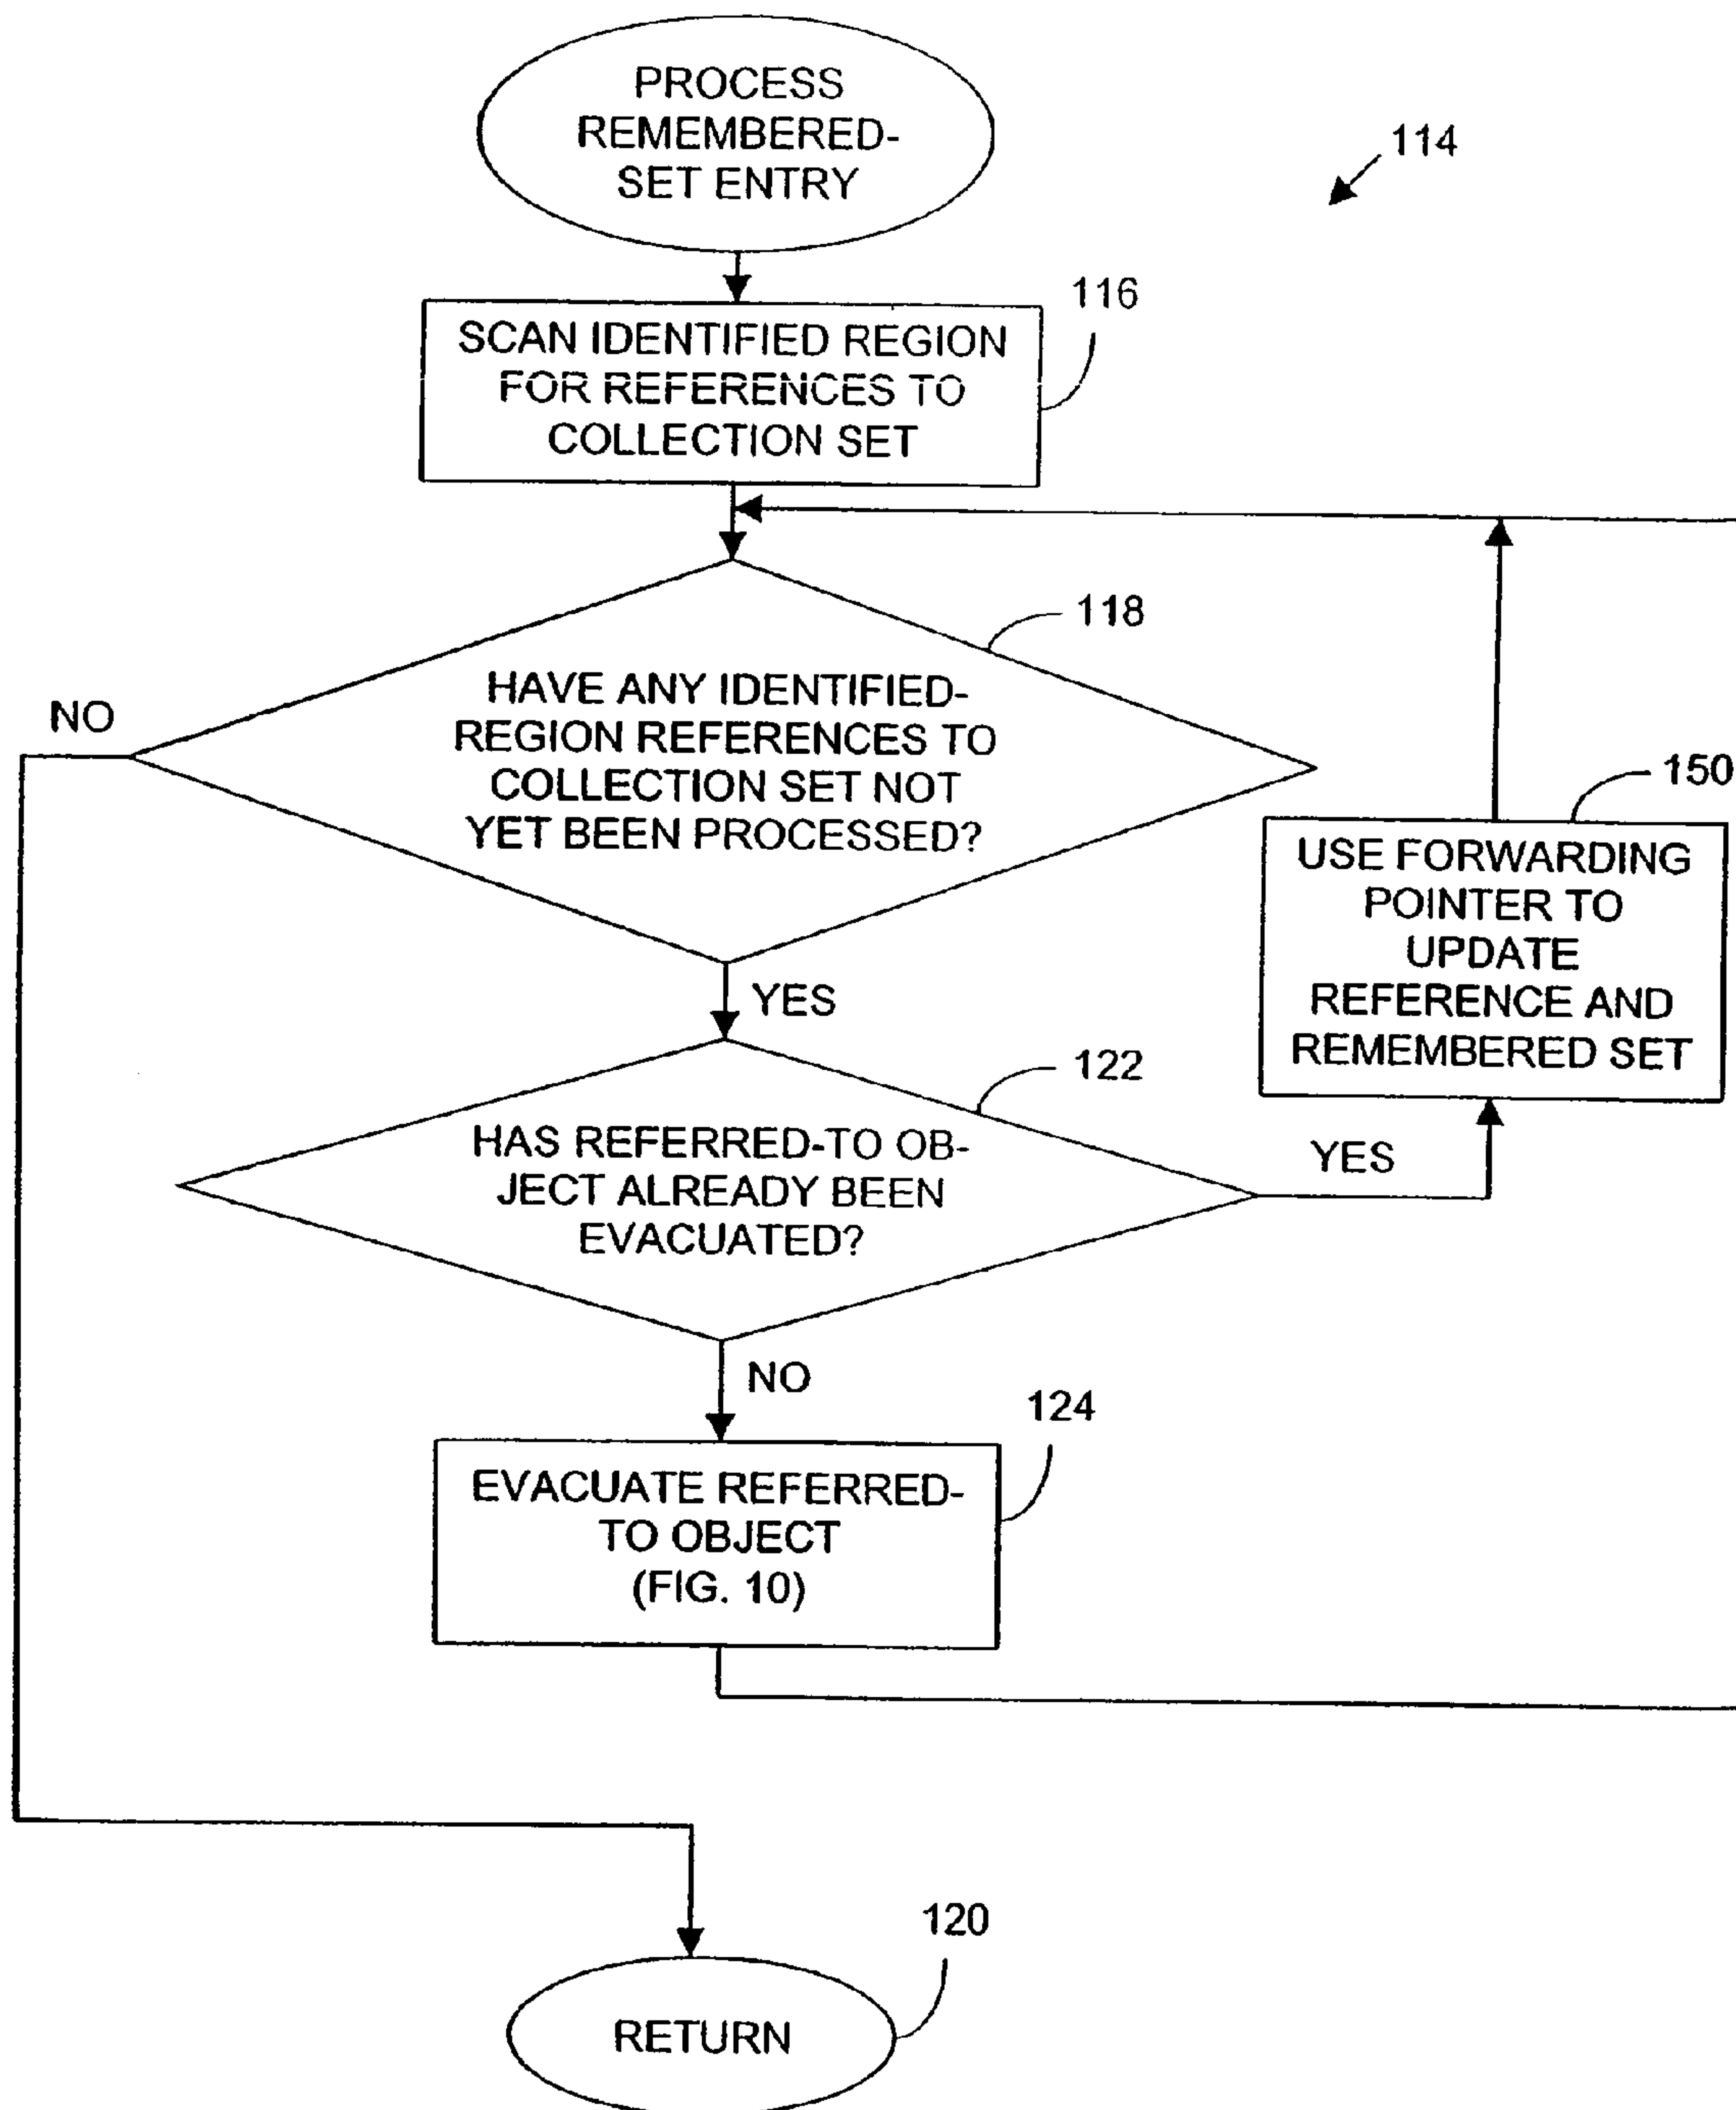 PROCESS
REMEMBERED-
SET ENTRY
114
116
SCAN IDENTIFIED REGION
FOR REFERENCES TO
COLLECTION SET
118
NO
HAVE ANY IDENTIFIED-
REGION REFERENCES TO
COLLECTION SET NOT
YET BEEN PROCESSED?
150
USE FORWARDING
POINTER TO
UPDATE
REFERENCE AND
REMEMBERED SET
YES
122
HAS REFERRED-TO OB-
JECT ALREADY BEEN
EVACUATED?
YES
NO
124
EVACUATE REFERRED-
TO OBJECT
(FIG. 10)
120
RETURN